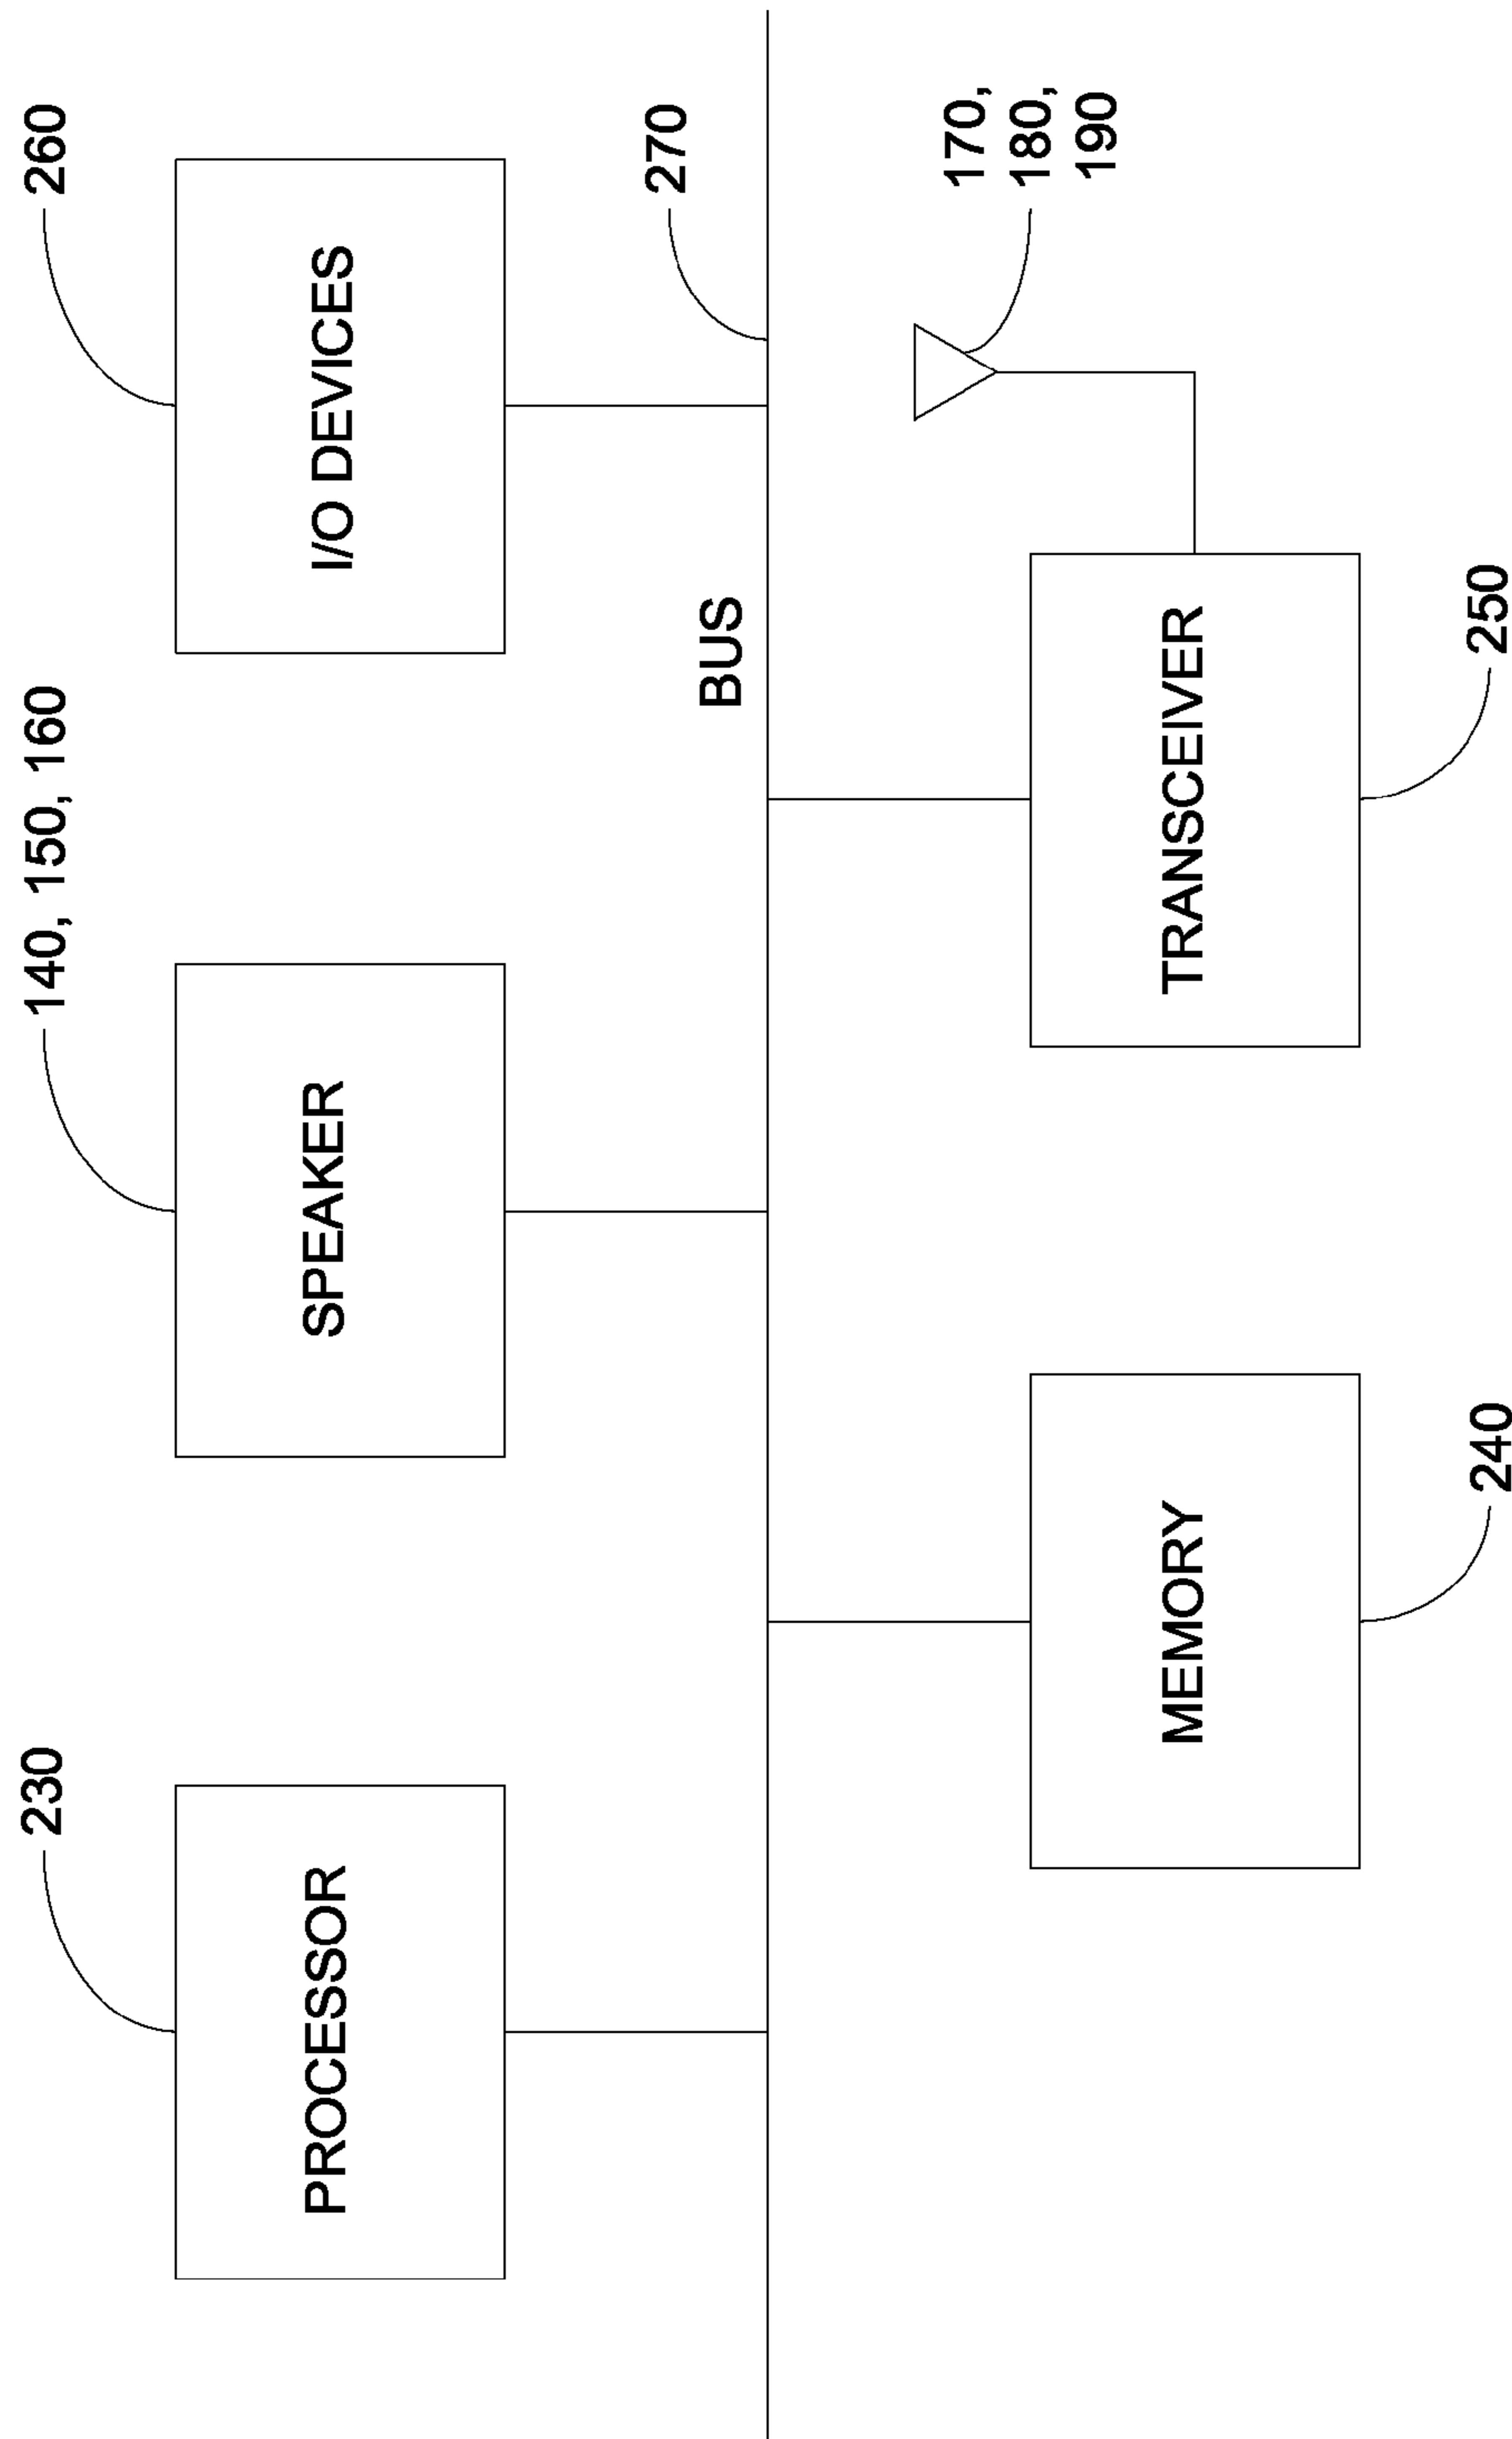 230
140, 150, 160
260
PROCESSOR
SPEAKER
I/O DEVICES
270
BUS
170,
180,
190
MEMORY
TRANSCEIVER
240
250